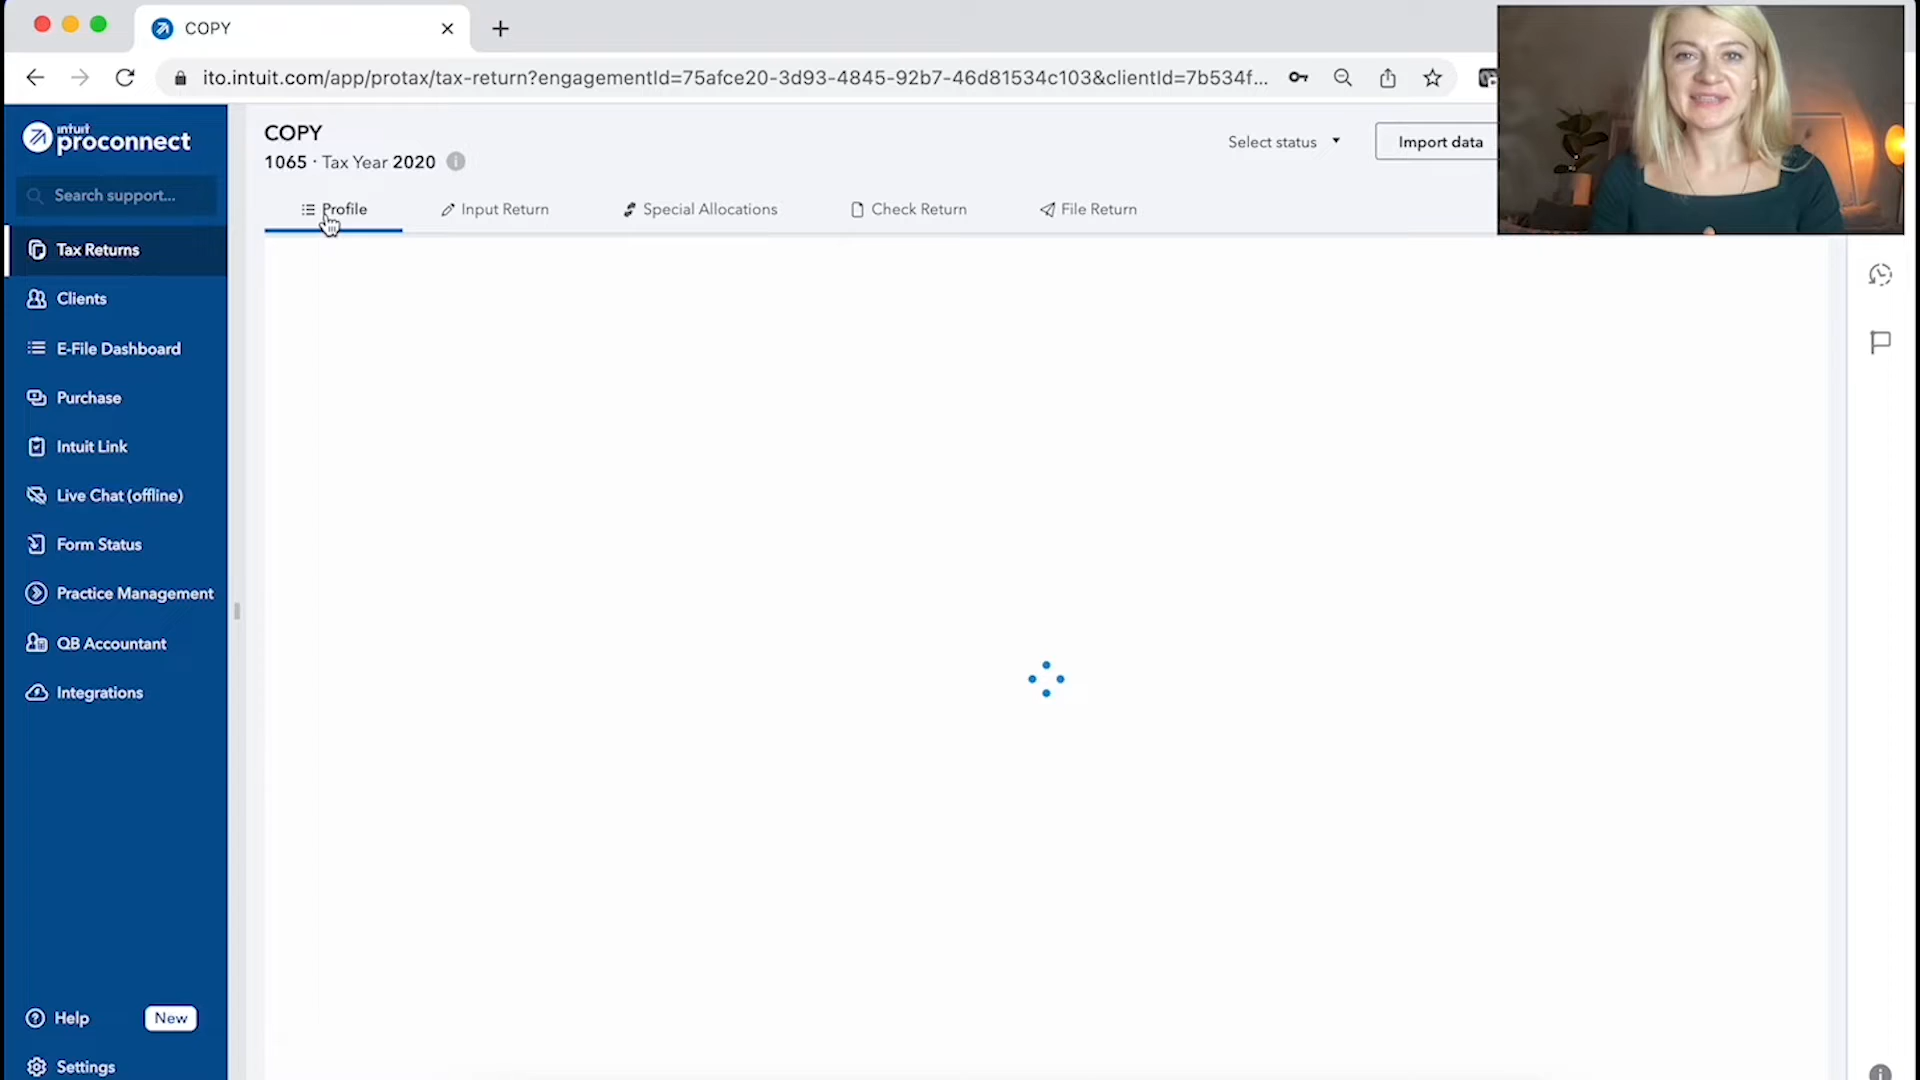 COPY
ito.intuit.com/app/protax/tax-return?engagementId=75afce20-3d93-4845-92b7-46d81534c103&clientId=7b534f...
intuit
proconnect
Search support...
Tax Returns
Clients
E-File Dashboard
Purchase
Intuit Link
Live Chat (offline)
Form Status
Practice Management
QB Accountant
Integrations
Help
New
Settings
COPY
1065 · Tax Year 2020
Select status
Import data
Profile
Input Return
Special Allocations
Check Return
File Return